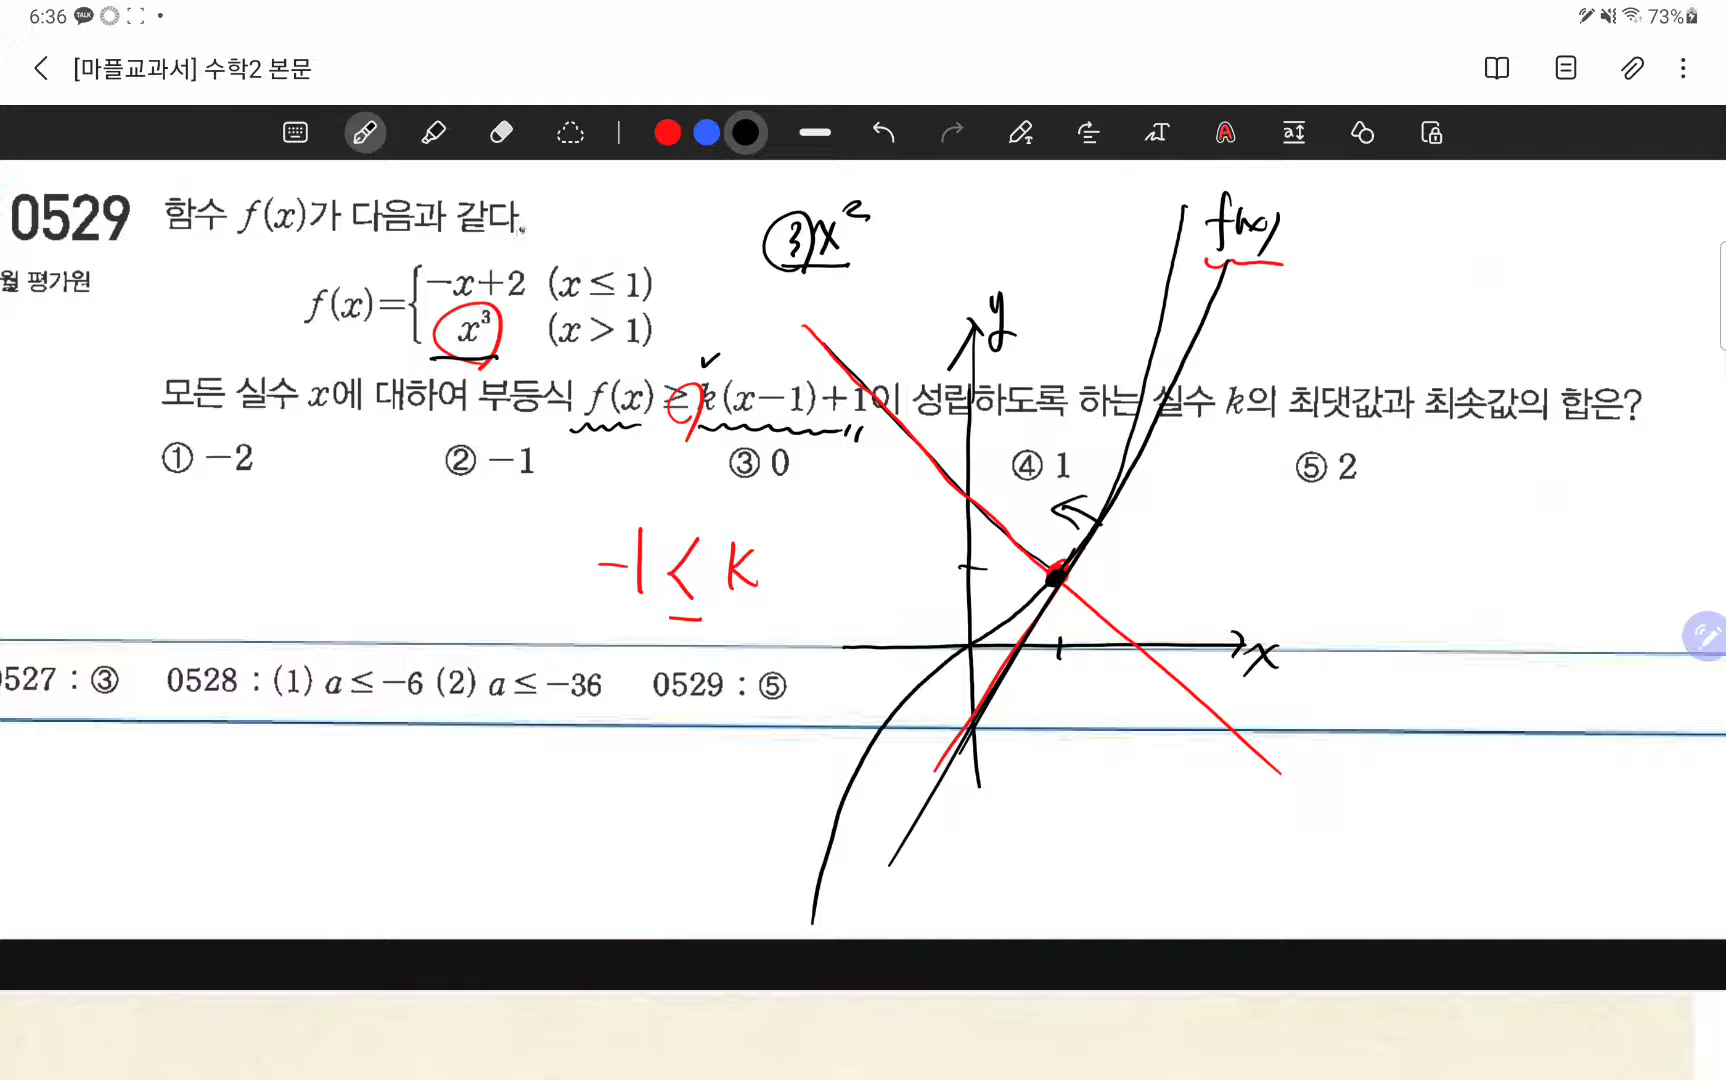 6:36 TALK 73%
[마플교과서] 수학2 본문
0529 함수 f(x)가 다음과 같다.
월 평가원
f(x)={ -x+2 (x≤1)
x³ (x>1)
③x²
f(x)
y
모든 실수 x에 대하여 부등식 f(x)≥k(x-1)+1이 성립하도록 하는 실수 k의 최댓값과 최솟값의 합은?
① -2 ② -1 ③ 0 ④ 1 ⑤ 2
-1≤k
x
0527 : ③ 0528 : (1) a≤-6 (2) a≤-36 0529 : ⑤